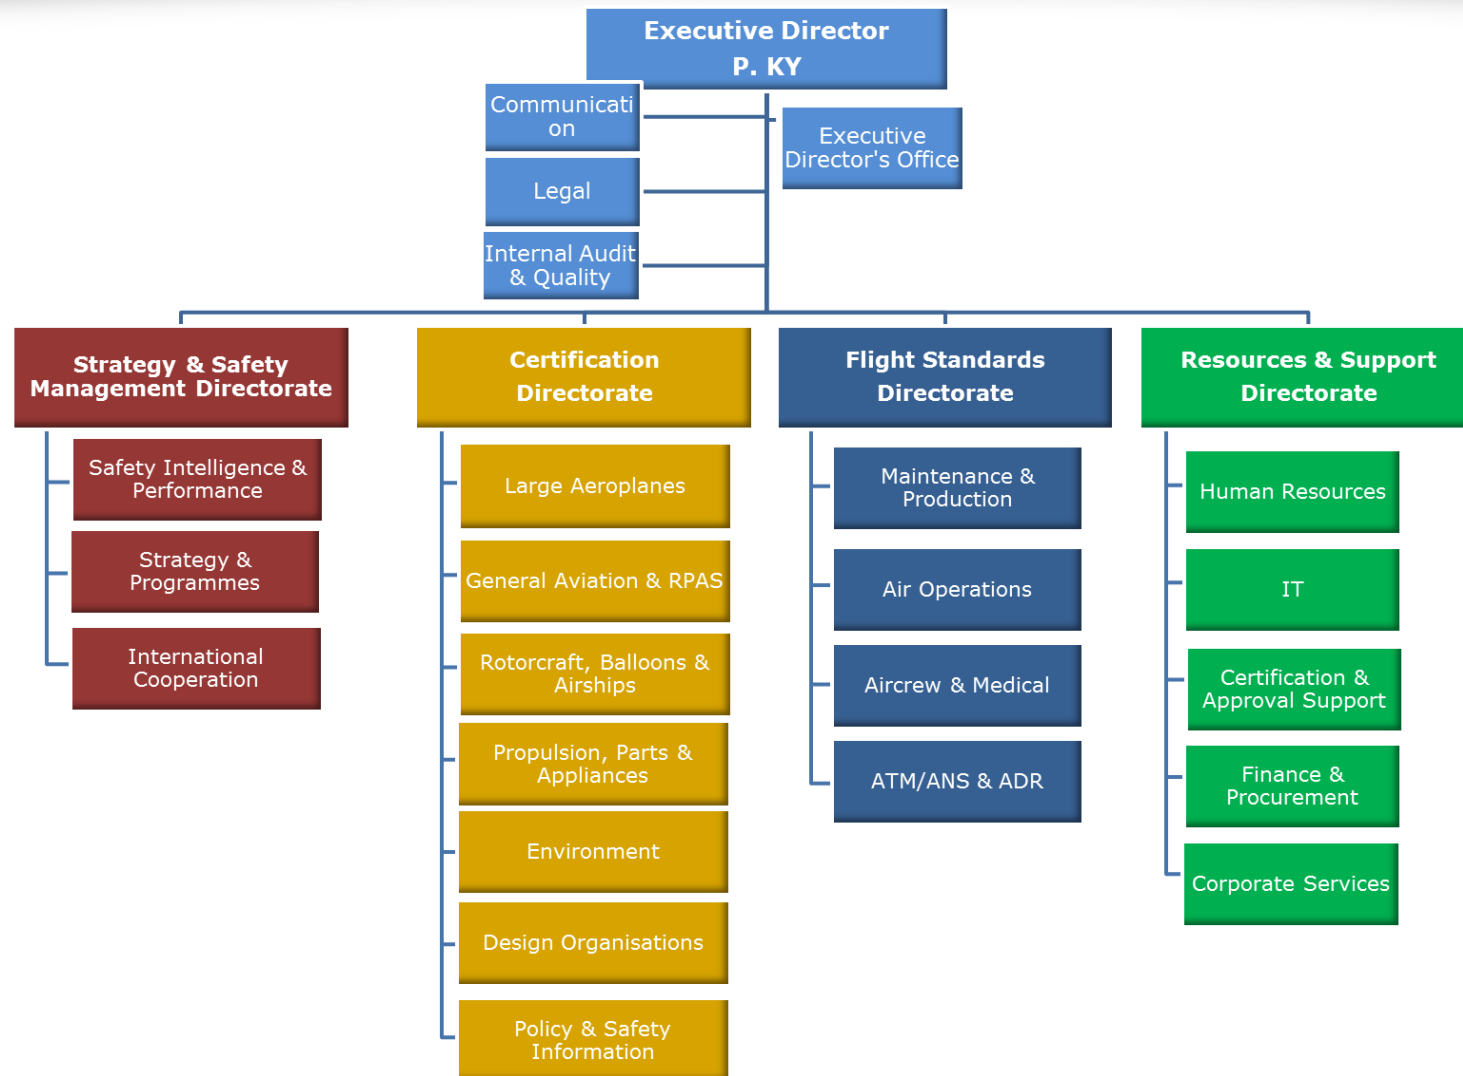 Executive Director
P. KY
Communicati
on
Executive
Director's Office
Legal
Internal Audit
& Quality
Strategy & Safety
Management Directorate
Safety Intelligence &
Performance
Strategy &
Programmes
International
Cooperation
Certification
Directorate
Large Aeroplanes
General Aviation & RPAS
Rotorcraft, Balloons &
Airships
Propulsion, Parts &
Appliances
Environment
Design Organisations
Policy & Safety
Information
Flight Standards
Directorate
Maintenance &
Production
Air Operations
Aircrew & Medical
ATM/ANS & ADR
Resources & Support
Directorate
Human Resources
IT
Certification &
Approval Support
Finance &
Procurement
Corporate Services